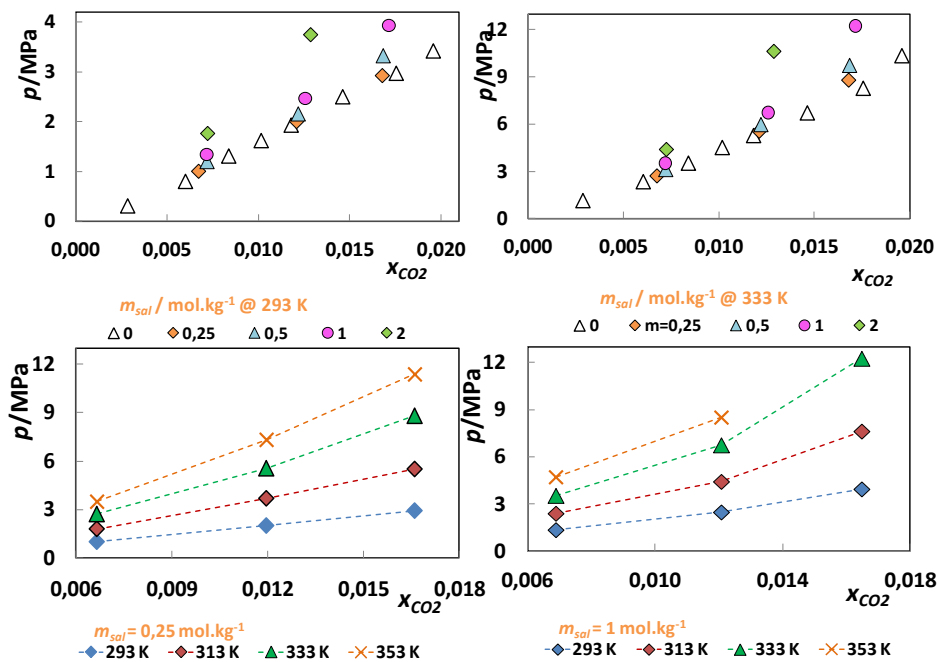 p/MPa
4
3
2
1
0
0,000 0,005 0,010 0,015 0,020
xCO2
msal / mol.kg-1 @ 293 K
0 0,25 0,5 1 2
p/MPa
12
9
6
3
0
0,000 0,005 0,010 0,015 0,020
xCO2
msal / mol.kg-1 @ 333 K
0 m=0,25 0,5 1 2
p/MPa
12
9
6
3
0
0,006 0,009 0,012 0,015 0,018
xCO2
msal = 0,25 mol.kg-1
293 K 313 K 333 K 353 K
p/MPa
12
9
6
3
0
0,006 0,010 0,014 0,018
xCO2
msal = 1 mol.kg-1
293 K 313 K 333 K 353 K